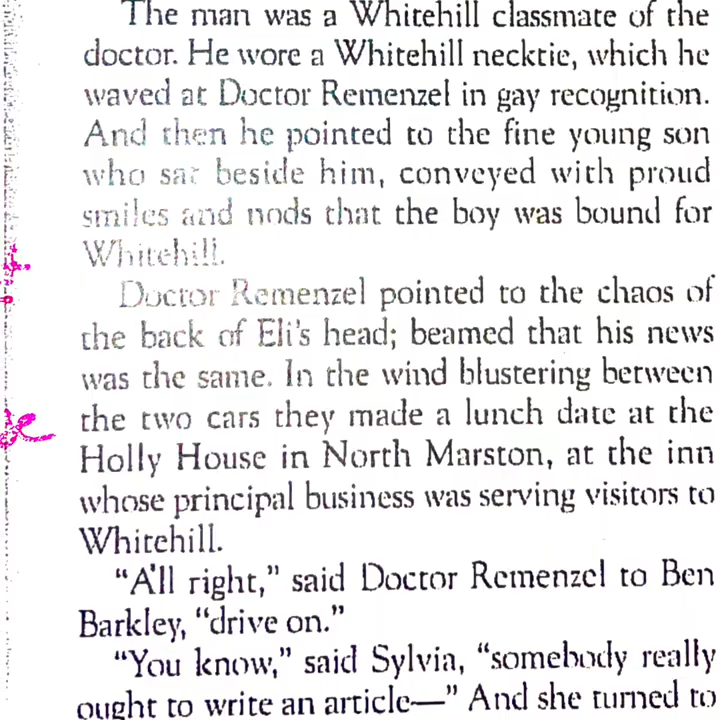 The man was a Whitehill classmate of the
doctor. He wore a Whitehill necktie, which he
waved at Doctor Remenzel in gay recognition.
And then he pointed to the fine young son
who sat beside him, conveyed with proud
smiles and nods that the boy was bound for
Whitehill.
Doctor Remenzel pointed to the chaos of
the back of Eli's head; beamed that his news
was the same. In the wind blustering between
the two cars they made a lunch date at the
Holly House in North Marston, at the inn
whose principal business was serving visitors to
Whitehill.
"All right," said Doctor Remenzel to Ben
Barkley, "drive on."
"You know," said Sylvia, "somebody really
ought to write an article—" And she turned to